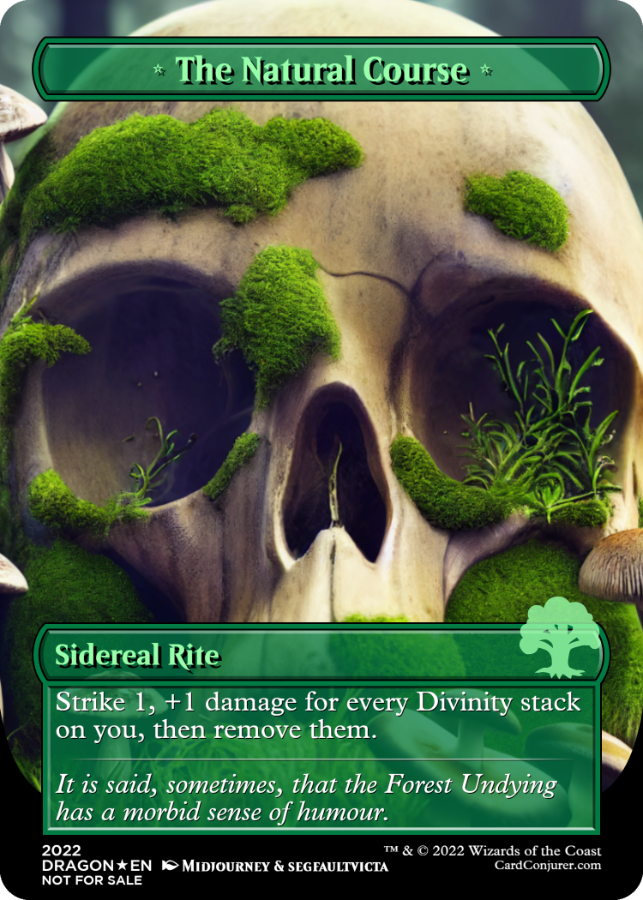 The Natural Course
Sidereal Rite
Strike 1, +1 damage for every Divinity stack
on you, then remove them.
It is said, sometimes, that the Forest Undying
has a morbid sense of humour.
2022
DRAGON★EN MIDJOURNEY & SEGFAULTVICTA
NOT FOR SALE
™ & © 2022 Wizards of the Coast
CardConjurer.com